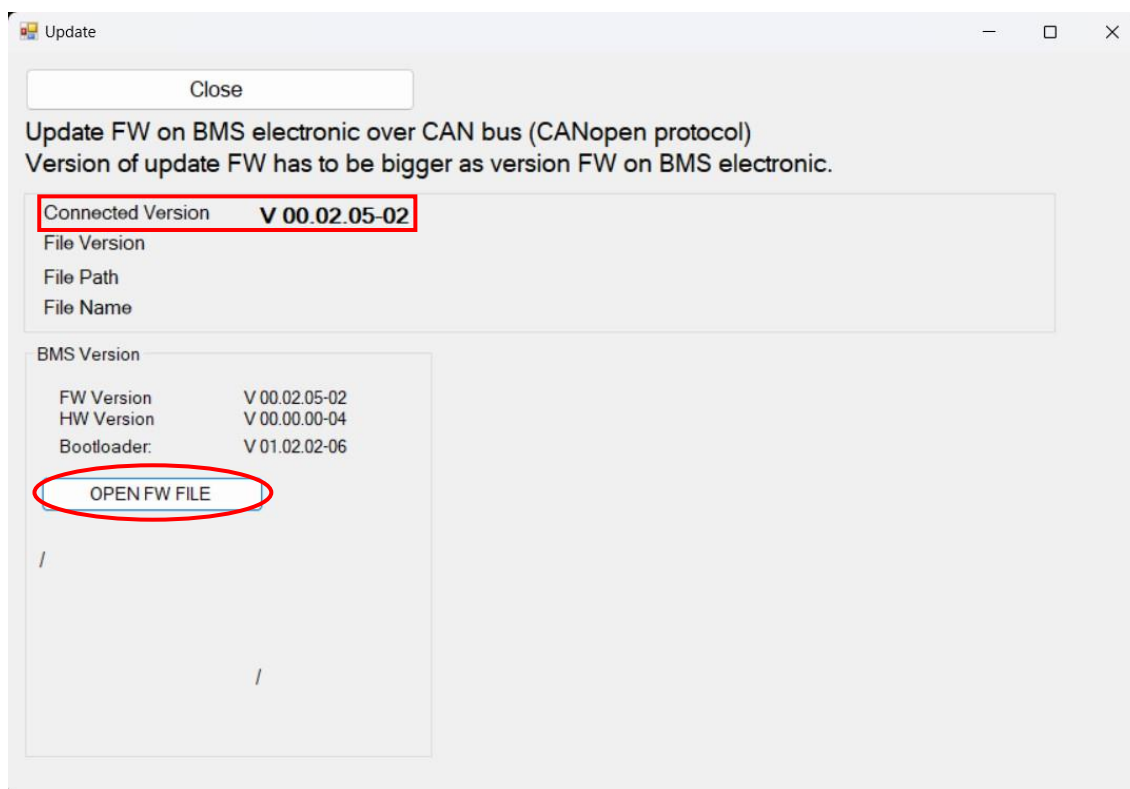 Update
Close
Update FW on BMS electronic over CAN bus (CANopen protocol)
Version of update FW has to be bigger as version FW on BMS electronic.
Connected Version V 00.02.05-02
File Version
File Path
File Name
BMS Version
FW Version V 00.02.05-02
HW Version V 00.00.00-04
Bootloader: V 01.02.02-06
OPEN FW FILE
/
/